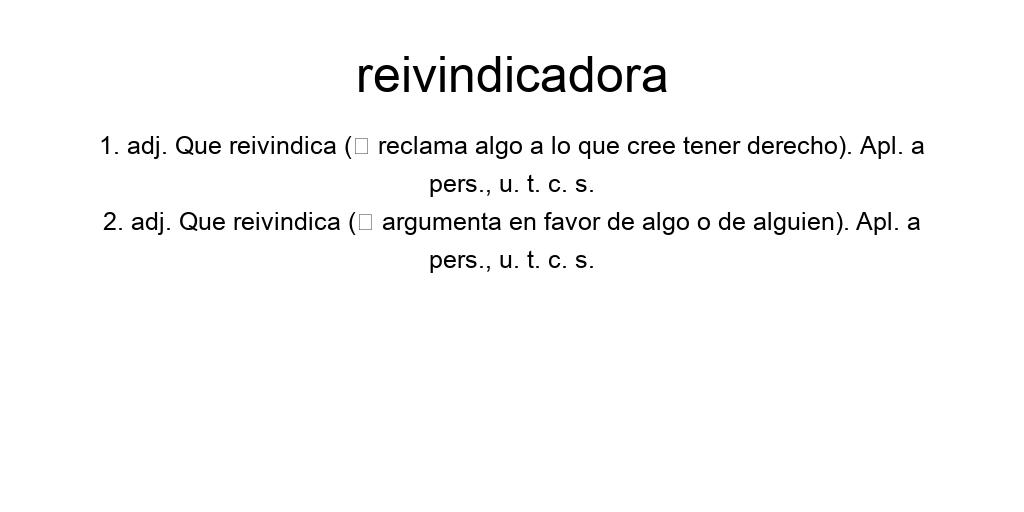 reivindicadora
1. adj. Que reivindica (□ reclama algo a lo que cree tener derecho). Apl. a
pers., u. t. c. s.
2. adj. Que reivindica (□ argumenta en favor de algo o de alguien). Apl. a
pers., u. t. c. s.